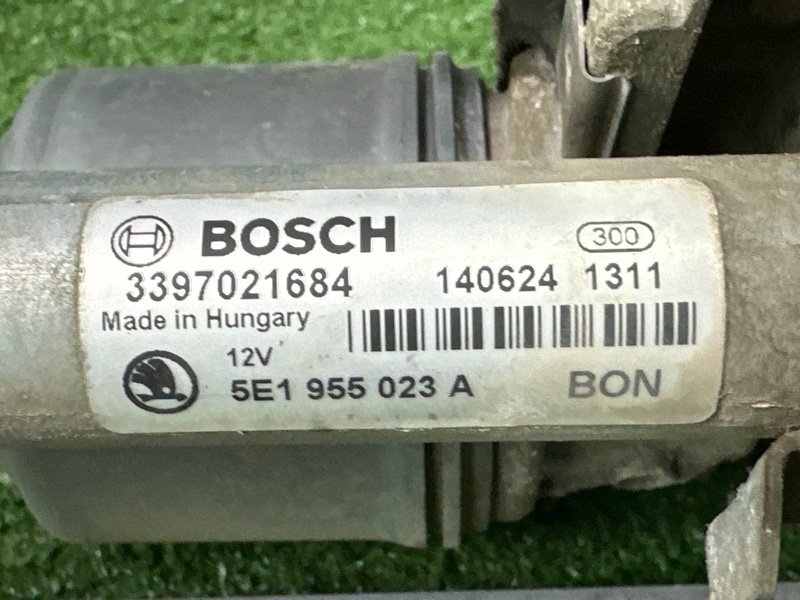 BOSCH 300
3397021684 140624 1311
Made in Hungary
12V
5E1 955 023 A BON